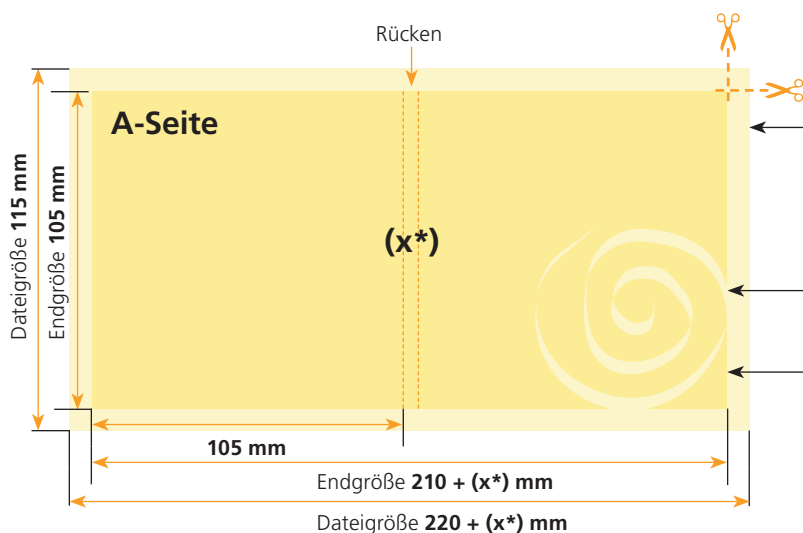 Rücken
A-Seite
(x*)
Dateigröße 115 mm
Endgröße 105 mm
105 mm
Endgröße 210 + (x*) mm
Dateigröße 220 + (x*) mm